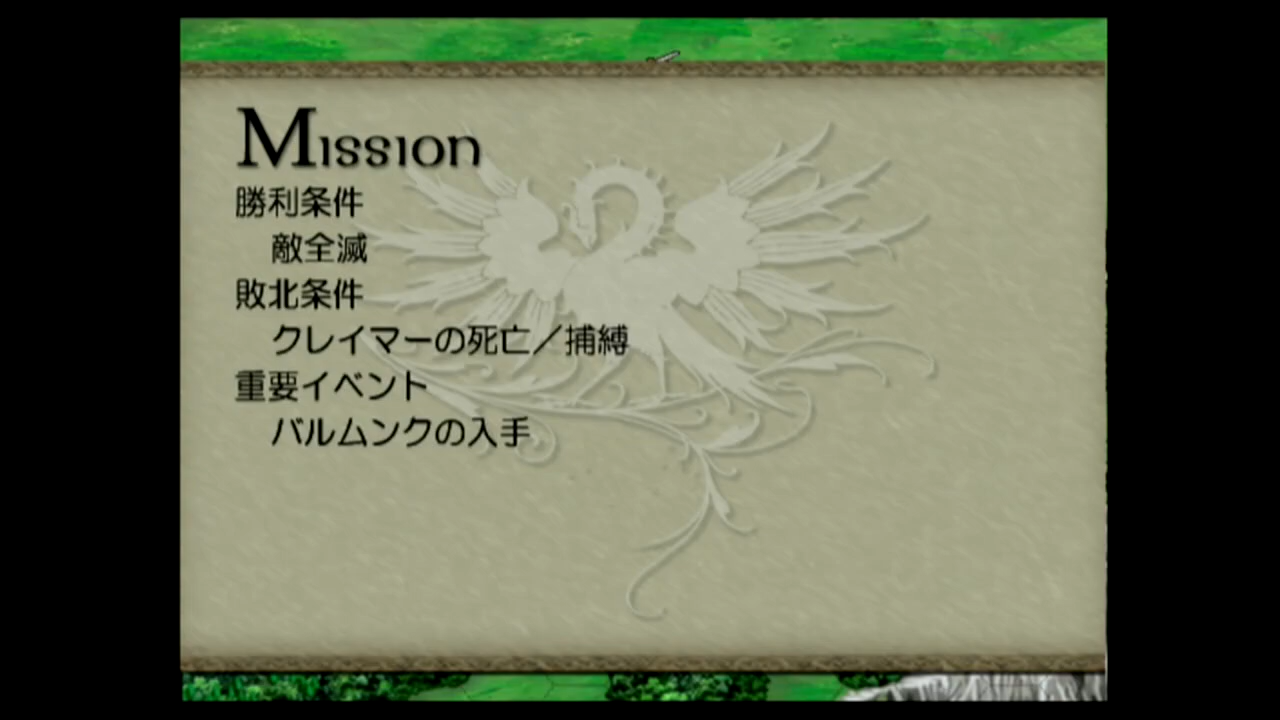 Mission
勝利条件
敵全滅
敗北条件
クレイマーの死亡／捕縛
重要イベント
バルムンクの入手